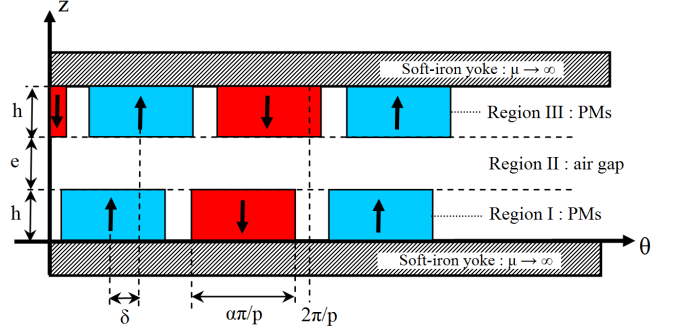 z
Soft-iron yoke : μ → ∞
h
Region III : PMs
e
Region II : air gap
h
Region I : PMs
θ
Soft-iron yoke : μ → ∞
δ
απ/p
2π/p